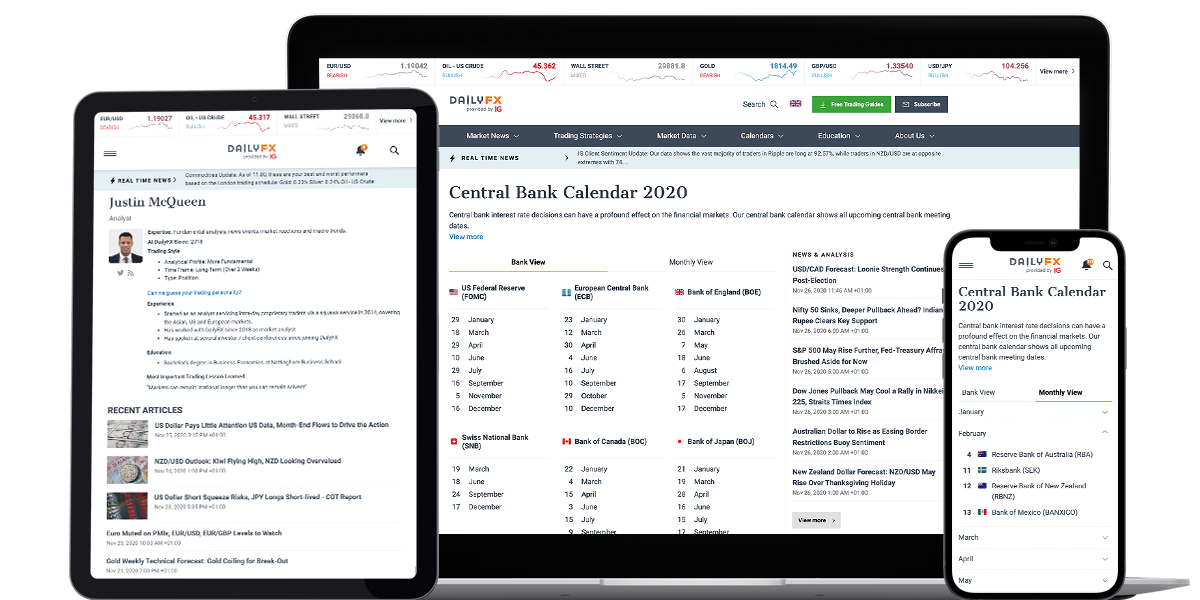 EUR/USD 1.19042
BEARISH
OIL - US CRUDE 45.362
BULLISH
WALL STREET 29881.8
MIXED
GOLD 1814.49
BEARISH
GBP/USD 1.33540
BULLISH
USD/JPY 104.256
BULLISH
View more
DAILYFX
provided by IG
Search
Free Trading Guides
Subscribe
Market News
Trading Strategies
Market Data
Calendars
Education
About Us
REAL TIME NEWS
IG Client Sentiment Update: Our data shows the vast majority of traders in Ripple are long at 92.57%, while traders in NZD/USD are at opposite
extremes with 74....
Central Bank Calendar 2020
Central bank interest rate decisions can have a profound effect on the financial markets. Our central bank calendar shows all upcoming central bank meeting
dates.
View more
Bank View
Monthly View
US Federal Reserve
(FOMC)
29 January
18 March
29 April
10 June
29 July
16 September
5 November
16 December
European Central Bank
(ECB)
23 January
12 March
30 April
4 June
16 July
10 September
29 October
10 December
Bank of England (BOE)
30 January
26 March
7 May
18 June
6 August
17 September
5 November
17 December
Swiss National Bank
(SNB)
19 March
18 June
24 September
17 December
Bank of Canada (BOC)
22 January
4 March
15 April
3 June
15 July
9 September
Bank of Japan (BOJ)
21 January
19 March
28 April
16 June
15 July
17 September
NEWS & ANALYSIS
USD/CAD Forecast: Loonie Strength Continues
Post-Election
Nov 26, 2020 11:46 AM +01:00
Nifty 50 Sinks, Deeper Pullback Ahead? Indian
Rupee Clears Key Support
Nov 26, 2020 6:00 AM +01:00
S&P 500 May Rise Further, Fed-Treasury Affra
Brushed Aside for Now
Nov 26, 2020 5:00 AM +01:00
Dow Jones Pullback May Cool a Rally in Nikkei
225, Straits Times Index
Nov 26, 2020 3:00 AM +01:00
Australian Dollar to Rise as Easing Border
Restrictions Buoy Sentiment
Nov 26, 2020 2:00 AM +01:00
New Zealand Dollar Forecast: NZD/USD May
Rise Over Thanksgiving Holiday
Nov 26, 2020 1:00 AM +01:00
View more
EUR/USD 1.19027
BEARISH
OIL - US CRUDE 45.317
BULLISH
WALL STREET 29868.8
MIXED
View more
DAILYFX
provided by IG
REAL TIME NEWS
Commodities Update: As of 11:00, these are your best and worst performers
based on the London trading schedule: Gold: 0.33% Silver: 0.24% Oil - US Crude
Justin McQueen
Analyst
Expertise: Fundamental analysis, news events, market reactions and macro trends.
At DailyFX Since: 2018
Trading Style
Analytical Profile: More Fundamental
Time Frame: Long-Term (Over 2 Weeks)
Type: Position
Can we guess your trading personality?
Experience
Started as an analyst servicing intra-day proprietary traders via a squawk service in 2014, covering
the Asian, US and European markets.
Has worked with DailyFX since 2018 as market analyst
Has spoken at several investor / client conferences since joining DailyFX
Education
Bachelor's degree in Business Economics at Nottingham Business School
Most Important Trading Lesson Learned
"Markets can remain irrational longer than you can remain solvent"
RECENT ARTICLES
US Dollar Pays Little Attention US Data, Month-End Flows to Drive the Action
Nov 25, 2020 3:15 PM +01:00
NZD/USD Outlook: Kiwi Flying High, NZD Looking Overvalued
Nov 24, 2020 1:00 PM +01:00
US Dollar Short Squeeze Risks, JPY Longs Short-lived - COT Report
Nov 23, 2020 5:35 PM +01:00
Euro Muted on PMIs, EUR/USD, EUR/GBP Levels to Watch
Nov 23, 2020 10:03 AM +01:00
Gold Weekly Technical Forecast: Gold Coiling for Break-Out
Nov 21, 2020 7:00 PM +01:00
DAILYFX
provided by IG
Central Bank Calendar
2020
Central bank interest rate decisions can have a
profound effect on the financial markets. Our
central bank calendar shows all upcoming
central bank meeting dates.
View more
Bank View
Monthly View
January
February
4 Reserve Bank of Australia (RBA)
11 Riksbank (SEK)
12 Reserve Bank of New Zealand
(RBNZ)
13 Bank of Mexico (BANXICO)
March
April
May